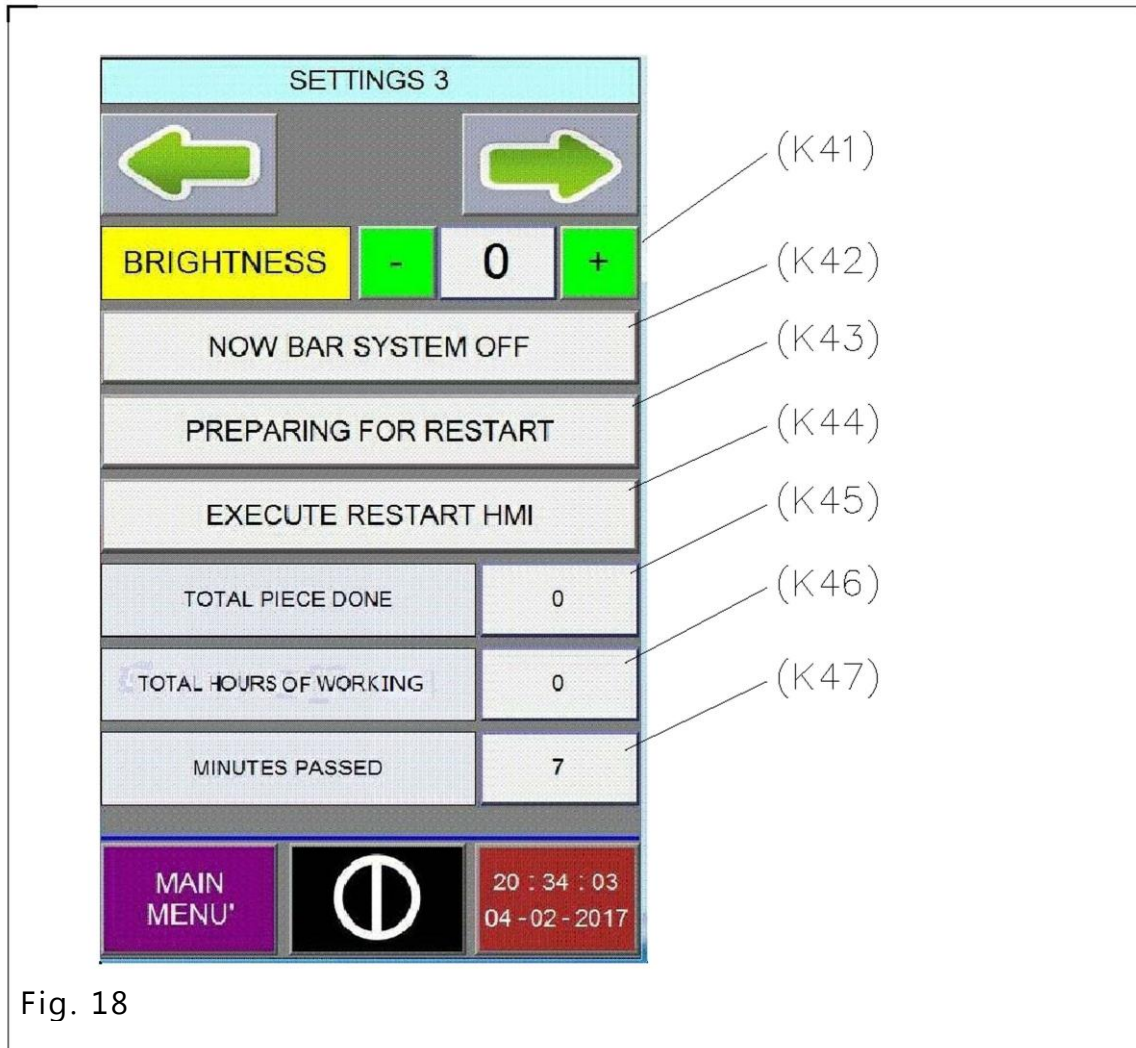 SETTINGS 3
(K41)
BRIGHTNESS - 0 +
(K42)
NOW BAR SYSTEM OFF
(K43)
PREPARING FOR RESTART
(K44)
EXECUTE RESTART HMI
(K45)
TOTAL PIECE DONE 0
(K46)
TOTAL HOURS OF WORKING 0
(K47)
MINUTES PASSED 7
MAIN
MENU'
20 : 34 : 03
04 - 02 - 2017
Fig. 18